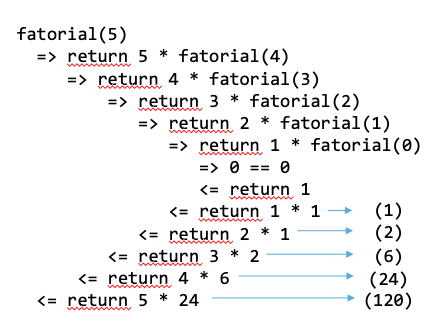 fatorial(5)
=> return 5 * fatorial(4)
=> return 4 * fatorial(3)
=> return 3 * fatorial(2)
=> return 2 * fatorial(1)
=> return 1 * fatorial(0)
=> 0 == 0
<= return 1
<= return 1 * 1 (1)
<= return 2 * 1 (2)
<= return 3 * 2 (6)
<= return 4 * 6 (24)
<= return 5 * 24 (120)